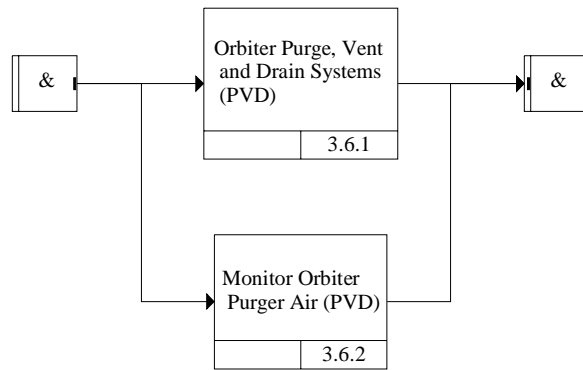 &
Orbiter Purge, Vent
and Drain Systems
(PVD)
3.6.1
&
Monitor Orbiter
Purger Air (PVD)
3.6.2